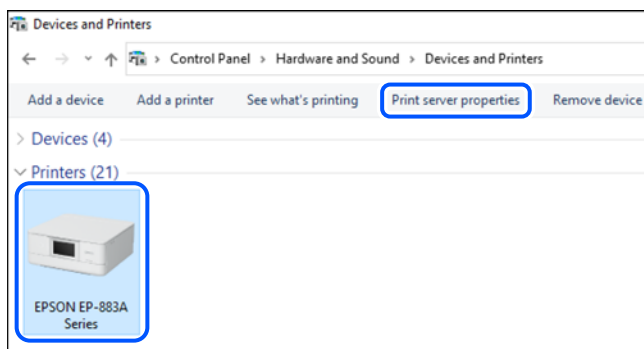 Devices and Printers
Control Panel > Hardware and Sound > Devices and Printers
Add a device Add a printer See what's printing Print server properties Remove device
Devices (4)
Printers (21)
EPSON EP-883A
Series